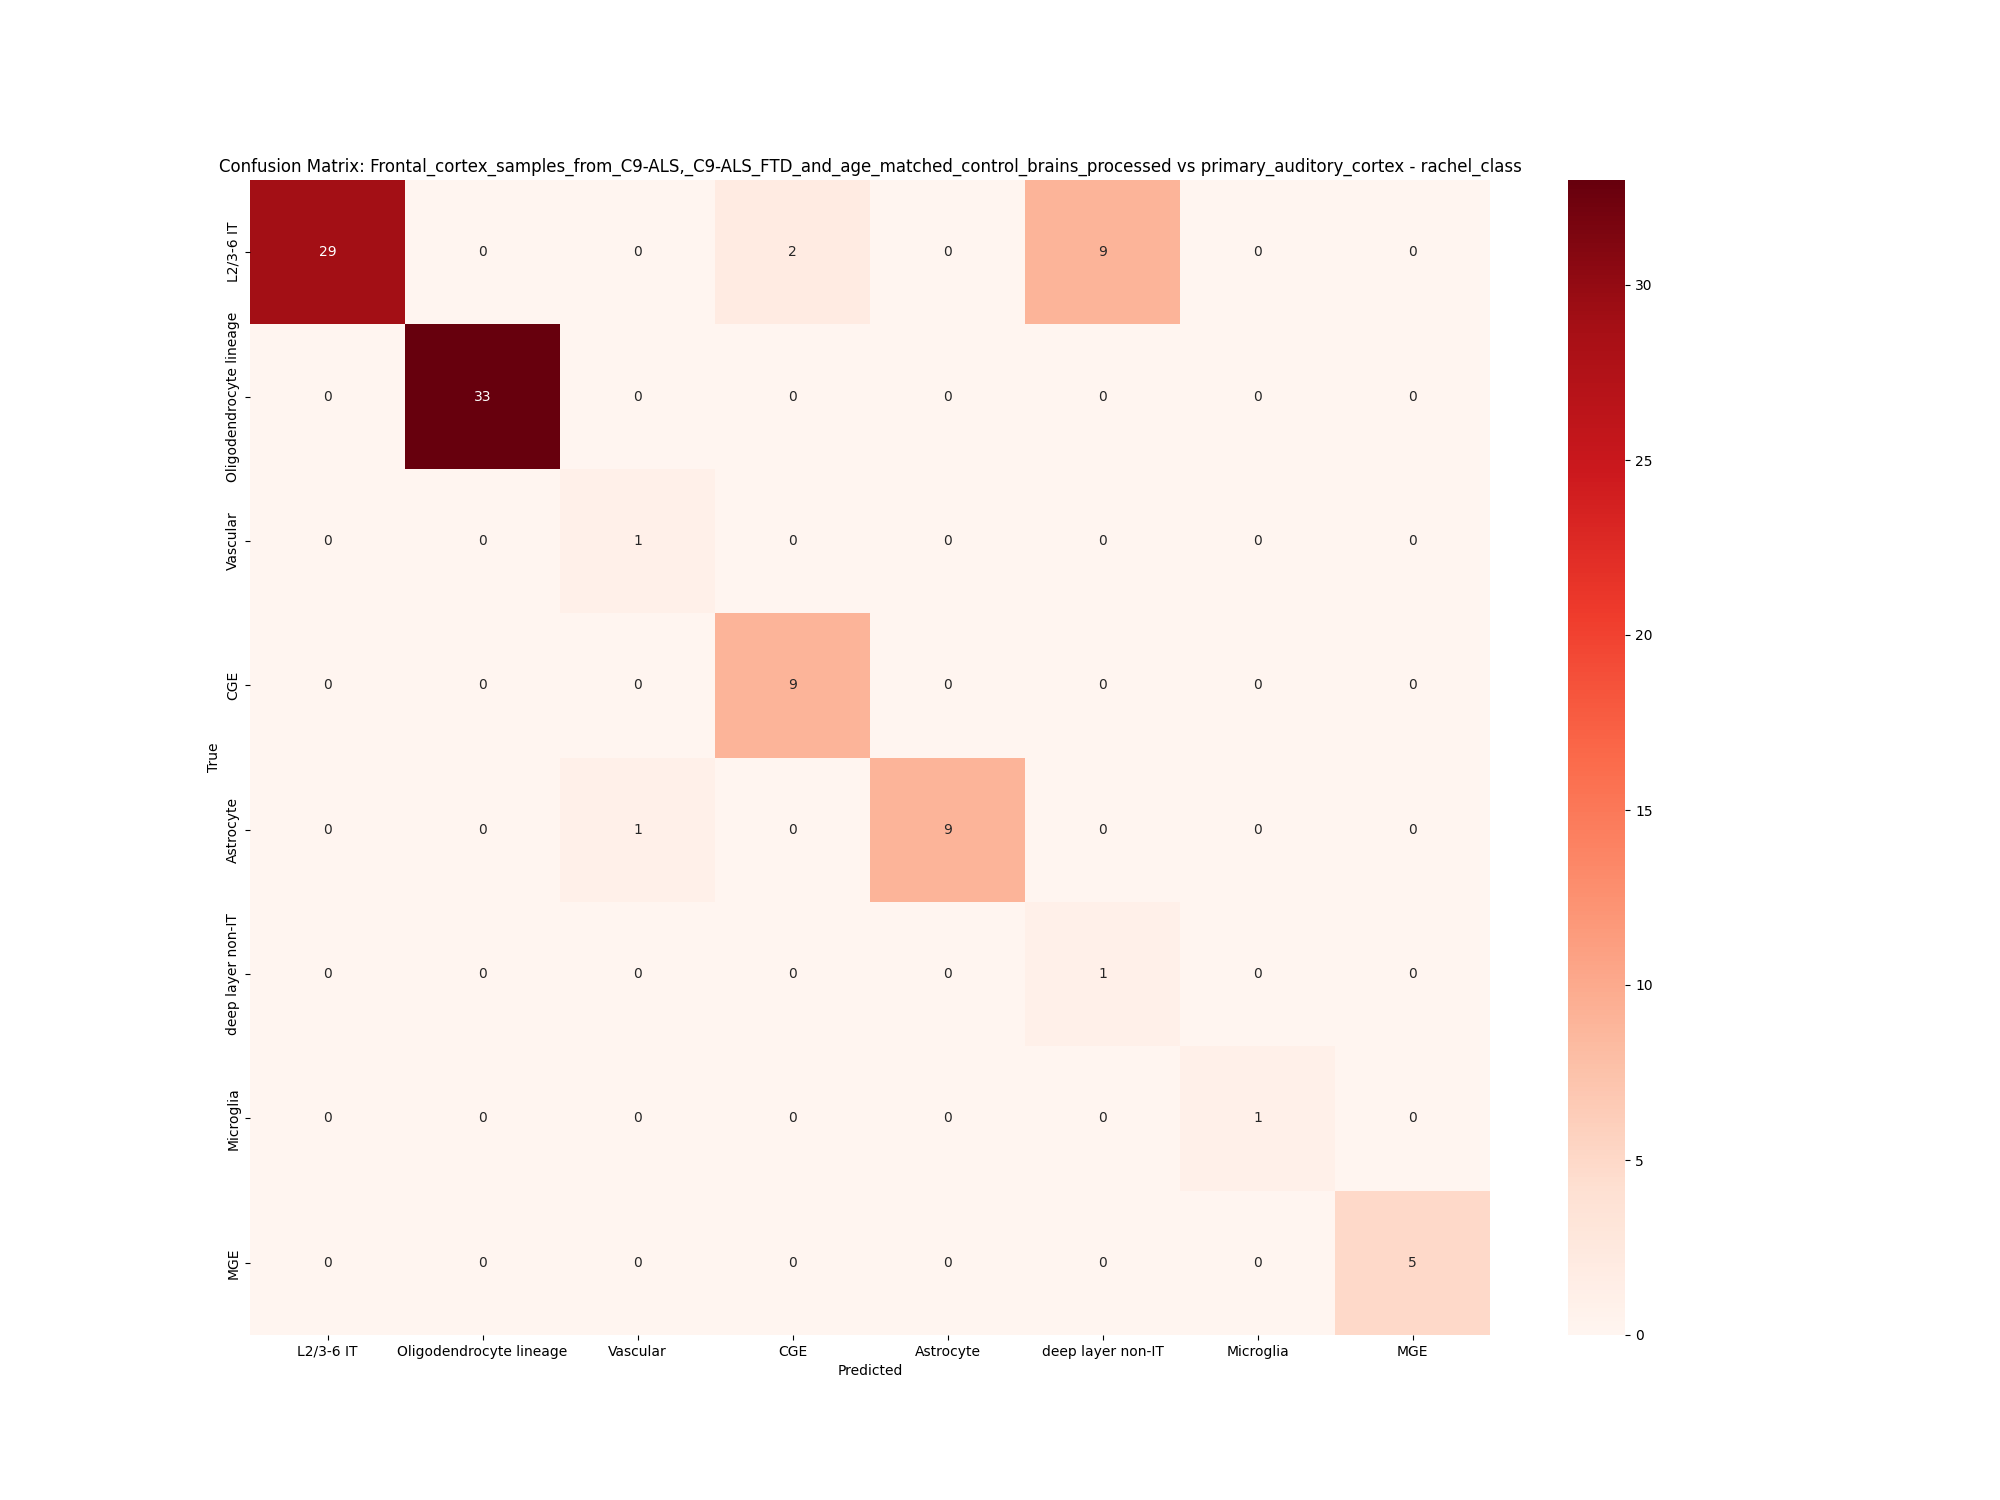 Confusion Matrix: Frontal_cortex_samples_from_C9-ALS,_C9-ALS_FTD_and_age_matched_control_brains_processed vs primary_auditory_cortex - rachel_class
True
L2/3-6 IT
29 0 0 2 0 9 0 0
Oligodendrocyte lineage
0 33 0 0 0 0 0 0
Vascular
0 0 1 0 0 0 0 0
CGE
0 0 0 9 0 0 0 0
Astrocyte
0 0 1 0 9 0 0 0
deep layer non-IT
0 0 0 0 0 1 0 0
Microglia
0 0 0 0 0 0 1 0
MGE
0 0 0 0 0 0 0 5
L2/3-6 IT Oligodendrocyte lineage Vascular CGE Astrocyte deep layer non-IT Microglia MGE
Predicted
30
25
20
15
10
5
0